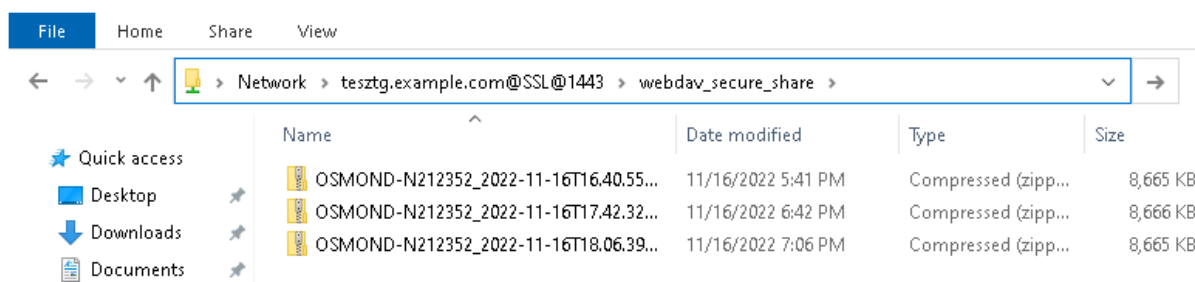 File Home Share View
Network > tesztg.example.com@SSL@1443 > webdav_secure_share >
Name Date modified Type Size
Quick access
OSMOND-N212352_2022-11-16T16.40.55... 11/16/2022 5:41 PM Compressed (zipp... 8,665 KB
Desktop
OSMOND-N212352_2022-11-16T17.42.32... 11/16/2022 6:42 PM Compressed (zipp... 8,666 KB
Downloads
OSMOND-N212352_2022-11-16T18.06.39... 11/16/2022 7:06 PM Compressed (zipp... 8,665 KB
Documents